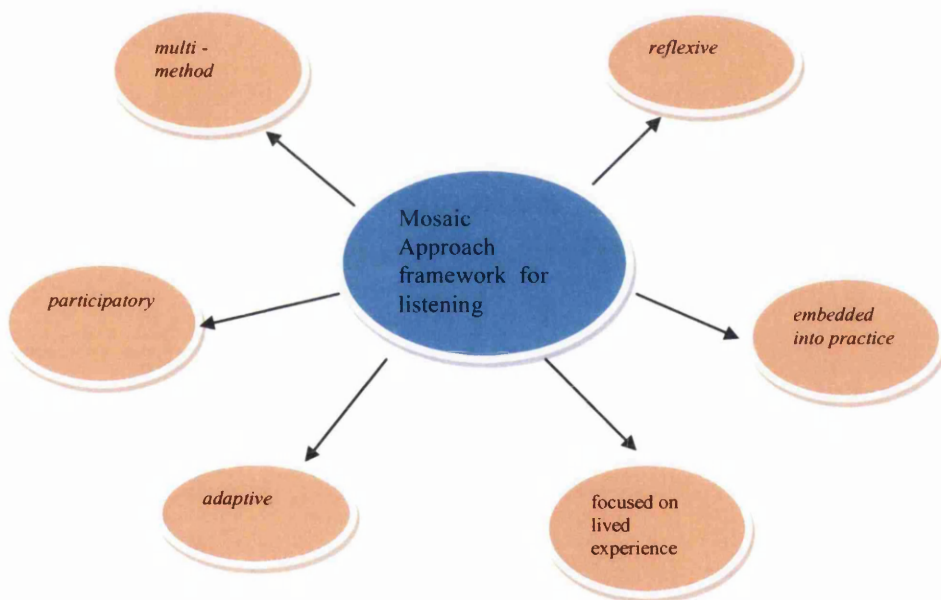 multi -
method
reflexive
Mosaic
Approach
framework for
listening
participatory
embedded
into practice
adaptive
focused on
lived
experience